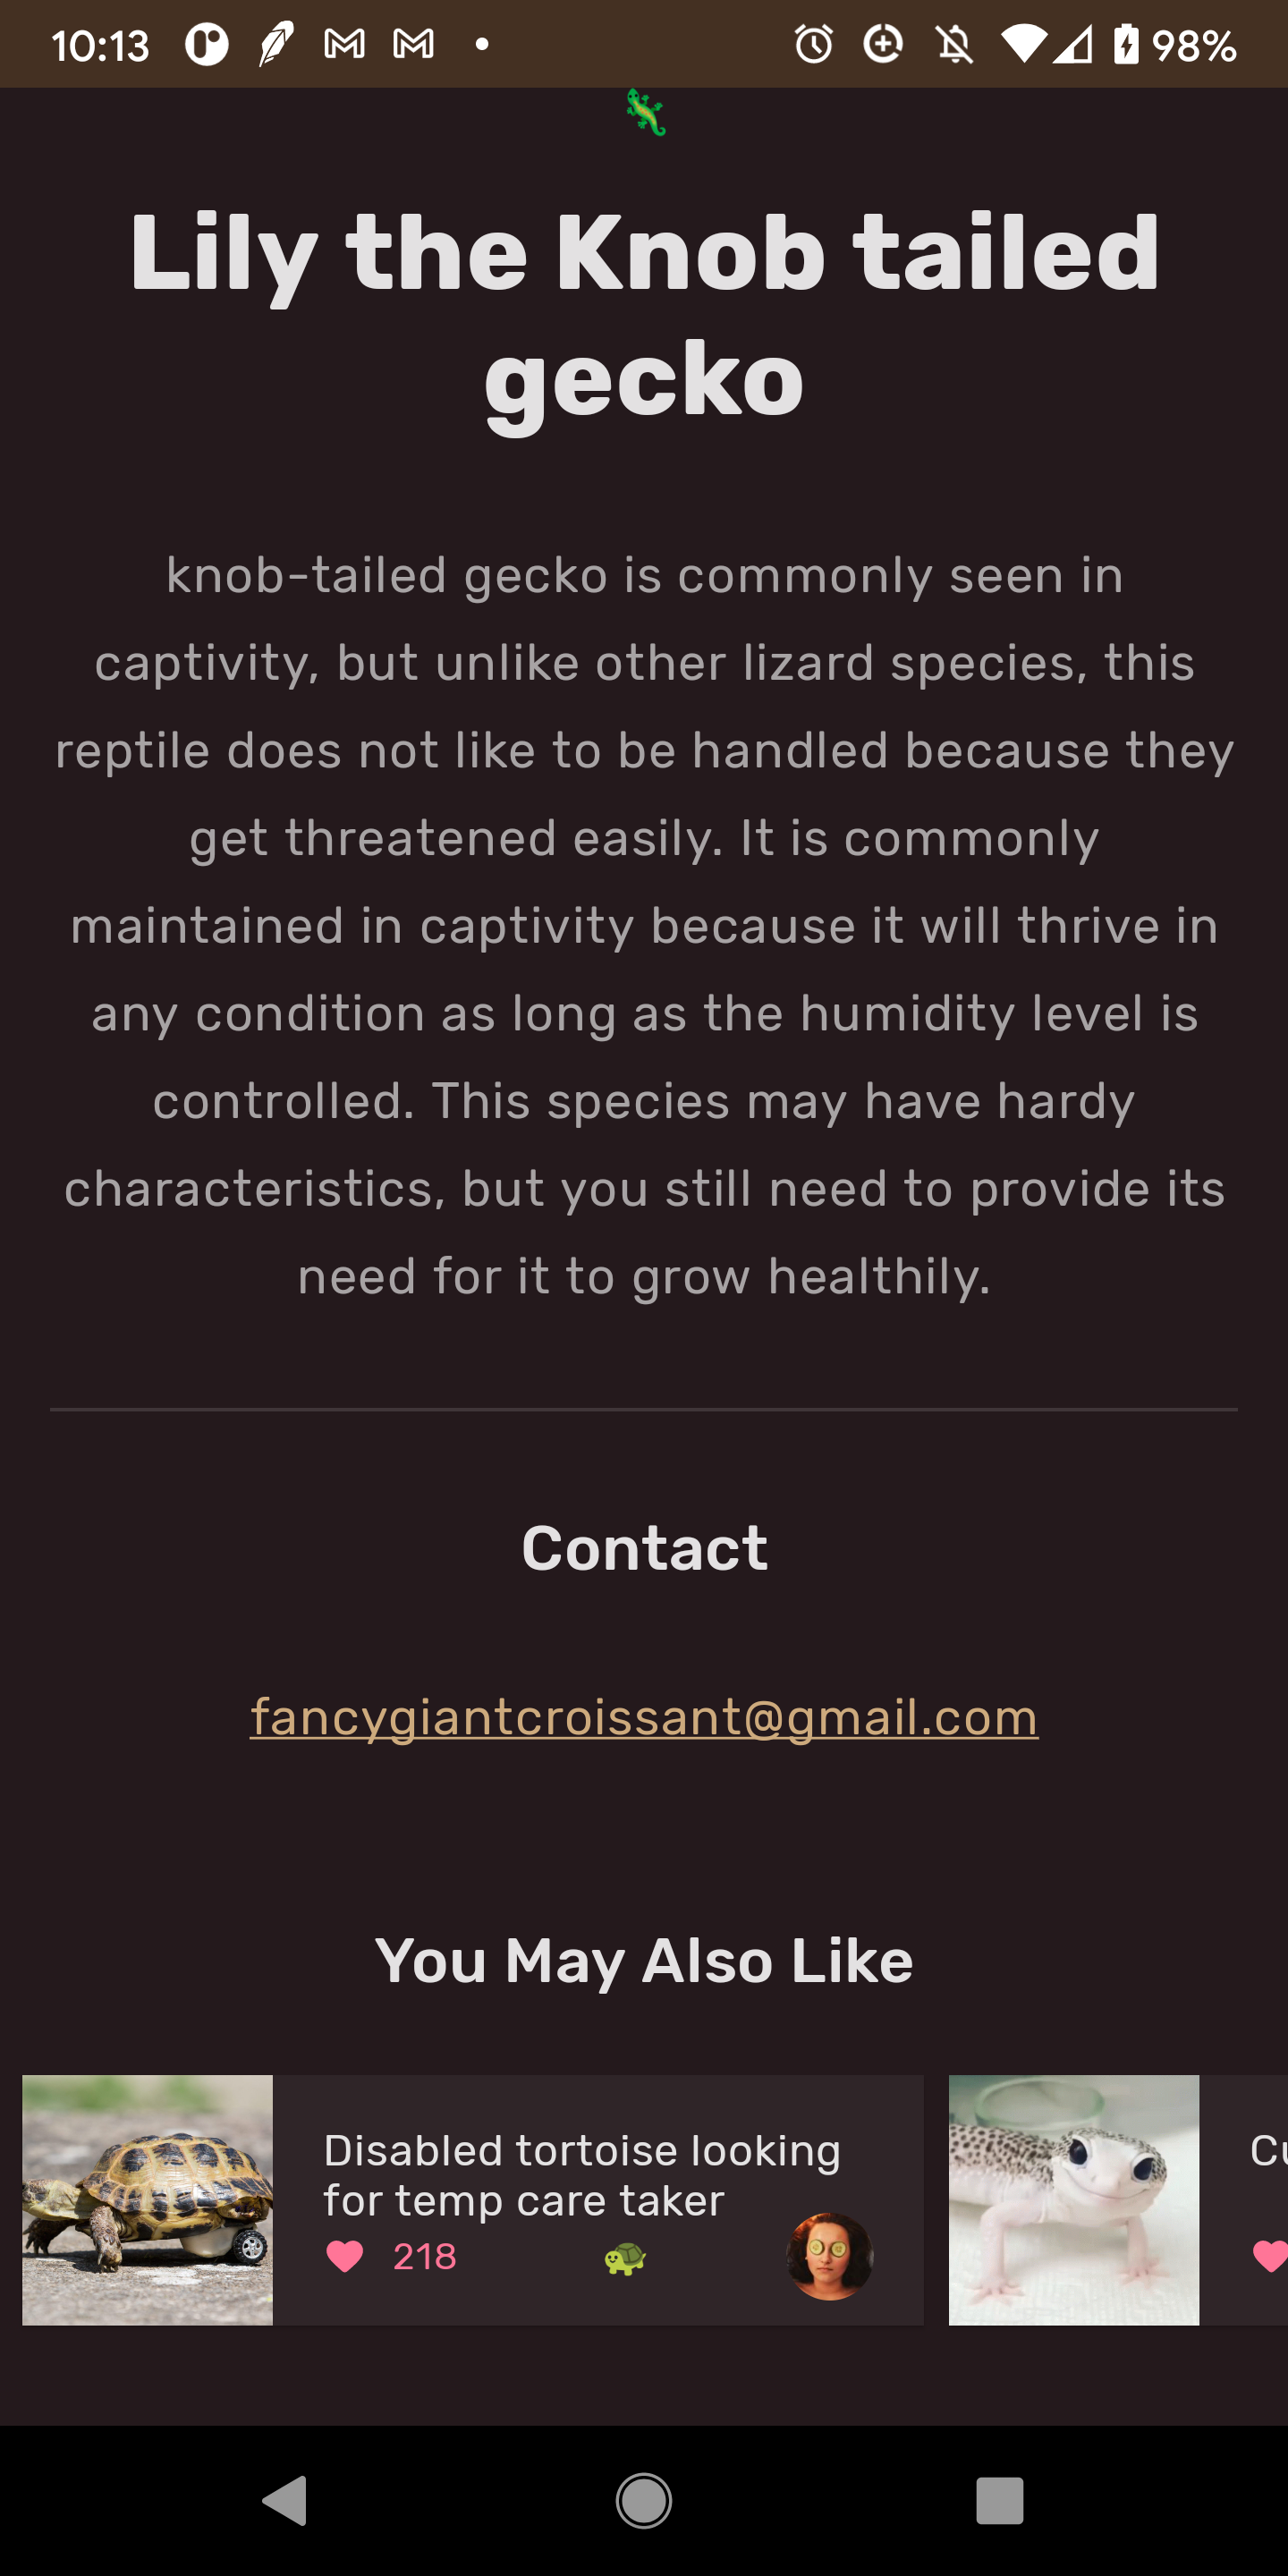 10:13
98%
Lily the Knob tailed
gecko
knob-tailed gecko is commonly seen in
captivity, but unlike other lizard species, this
reptile does not like to be handled because they
get threatened easily. It is commonly
maintained in captivity because it will thrive in
any condition as long as the humidity level is
controlled. This species may have hardy
characteristics, but you still need to provide its
need for it to grow healthily.
Contact
fancygiantcroissant@gmail.com
You May Also Like
Disabled tortoise looking
for temp care taker
218
Cu